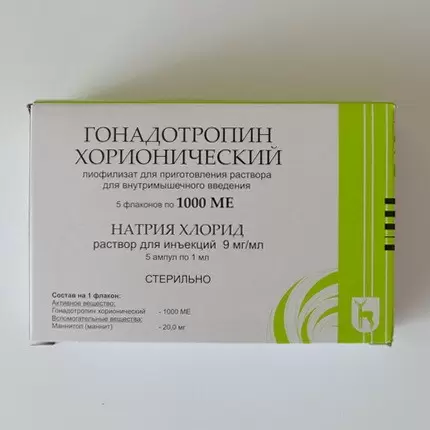 ГОНАДОТРОПИН
ХОРИОНИЧЕСКИЙ
лиофилизат для приготовления раствора
для внутримышечного введения
5 флаконов по 1000 МЕ
НАТРИЯ ХЛОРИД
раствор для инъекций 9 мг/мл
5 ампул по 1 мл
СТЕРИЛЬНО
Состав на 1 флакон:
Активное вещество:
Гонадотропин хорионический - 1000 МЕ
Вспомогательные вещества:
Маннитол (маннит) - 20,0 мг